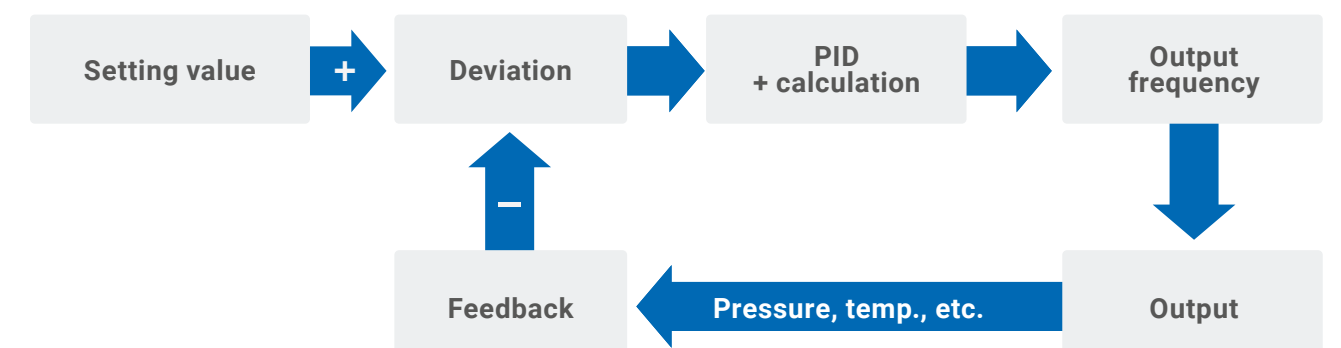 Setting value
+
Deviation
PID
+ calculation
Output
frequency
–
Feedback
Pressure, temp., etc.
Output